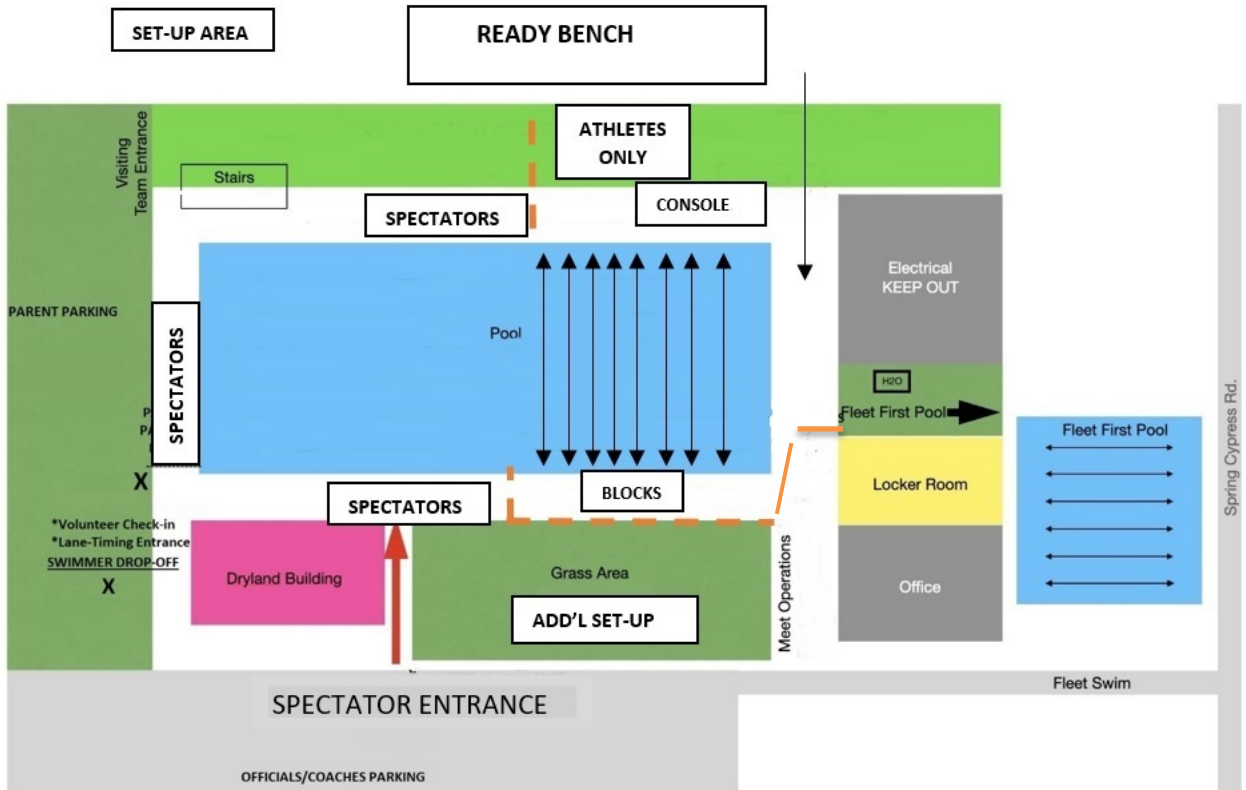 SET-UP AREA
READY BENCH
Visiting
Team Entrance
Stairs
ATHLETES
ONLY
SPECTATORS
CONSOLE
Electrical
KEEP OUT
PARENT PARKING
SPECTATORS
Pool
H2O
Fleet First Pool
Fleet First Pool
Spring Cypress Rd.
P
PA
X
SPECTATORS
BLOCKS
Locker Room
*Volunteer Check-in
*Lane-Timing Entrance
SWIMMER DROP-OFF
X
Dryland Building
Grass Area
ADD'L SET-UP
Meet Operations
Office
SPECTATOR ENTRANCE
Fleet Swim
OFFICIALS/COACHES PARKING